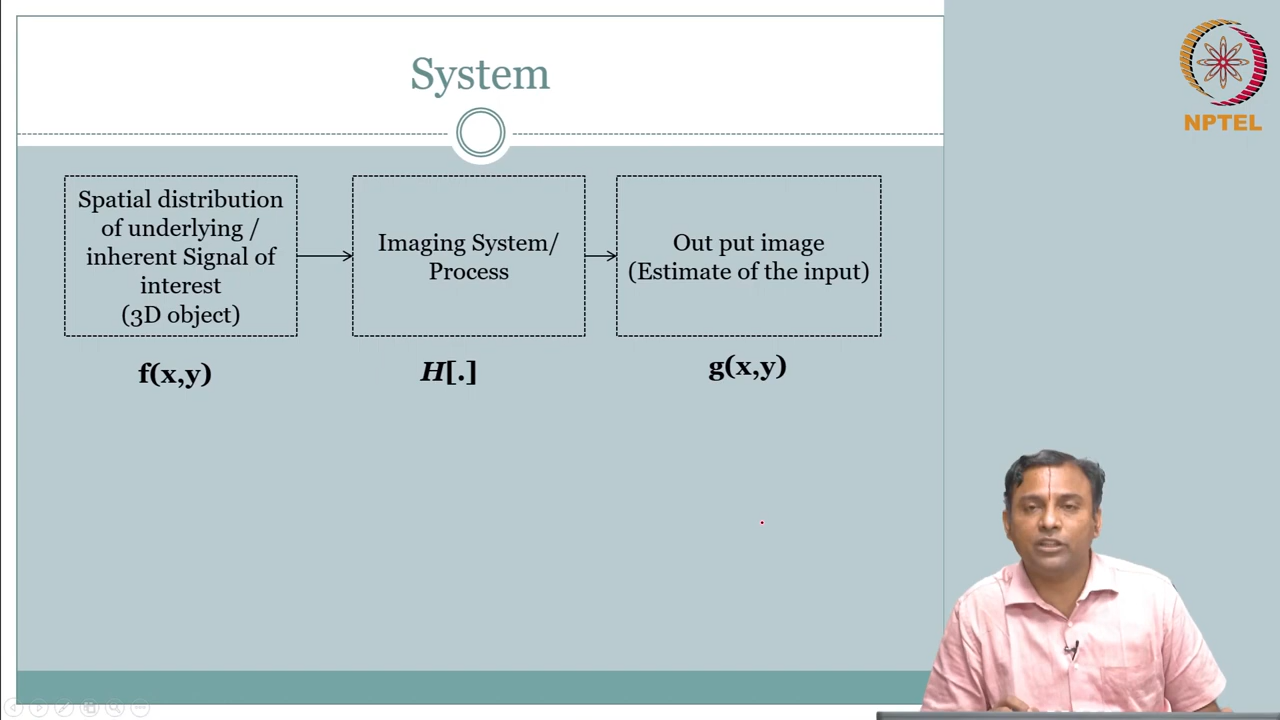 System
NPTEL
Spatial distribution
of underlying /
inherent Signal of
interest
(3D object)
Imaging System/
Process
Out put image
(Estimate of the input)
f(x,y)
H[.]
g(x,y)